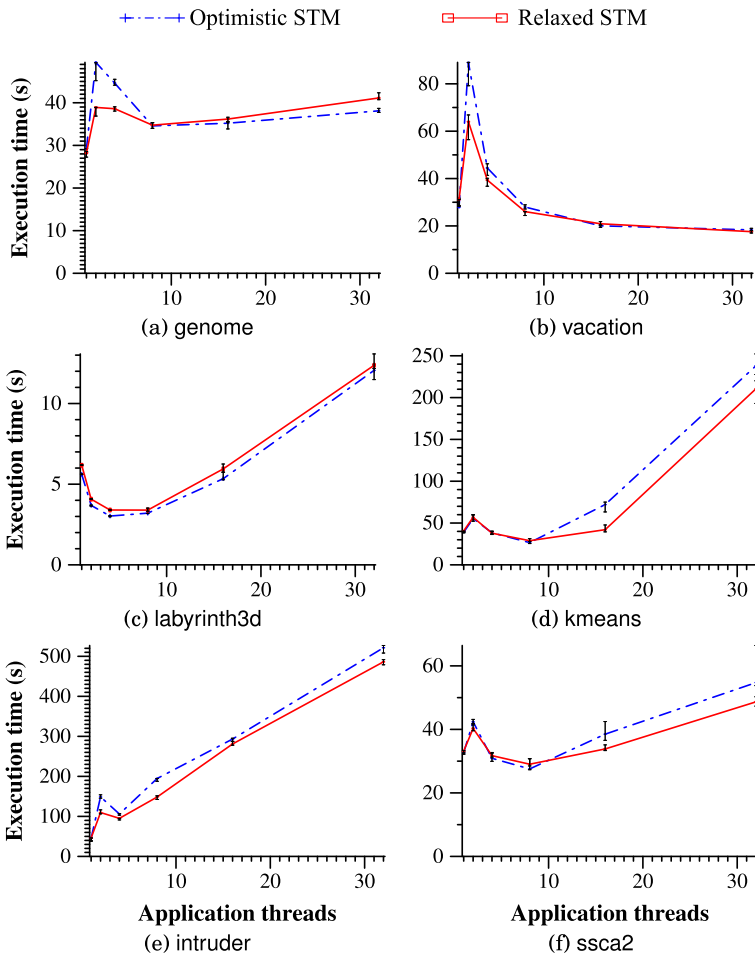 Optimistic STM Relaxed STM
Execution time (s)
40
30
20
10
0
10 20 30
(a) genome
80
60
40
20
0
10 20 30
(b) vacation
Execution time (s)
10
5
0
10 20 30
(c) labyrinth3d
250
200
150
100
50
0
10 20 30
(d) kmeans
Execution time (s)
500
400
300
200
100
0
10 20 30
Application threads
(e) intruder
60
40
20
0
10 20 30
Application threads
(f) ssca2